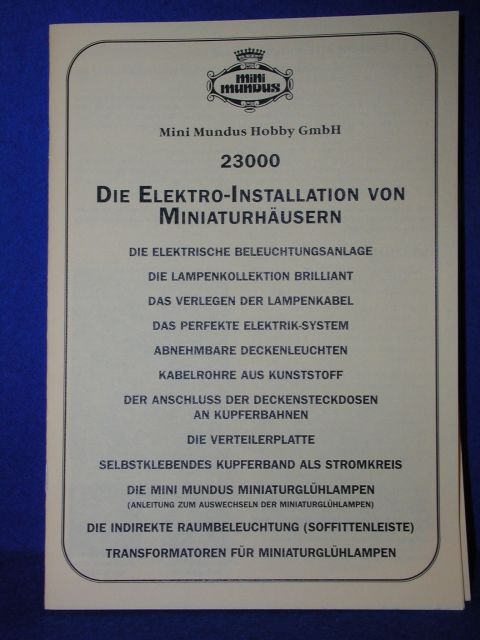 mini
mundus
Mini Mundus Hobby GmbH
23000
DIE ELEKTRO-INSTALLATION VON
MINIATURHÄUSERN
DIE ELEKTRISCHE BELEUCHTUNGSANLAGE
DIE LAMPENKOLLEKTION BRILLIANT
DAS VERLEGEN DER LAMPENKABEL
DAS PERFEKTE ELEKTRIK-SYSTEM
ABNEHMBARE DECKENLEUCHTEN
KABELROHRE AUS KUNSTSTOFF
DER ANSCHLUSS DER DECKENSTECKDOSEN
AN KUPFERBAHNEN
DIE VERTEILERPLATTE
SELBSTKLEBENDES KUPFERBAND ALS STROMKREIS
DIE MINI MUNDUS MINIATURGLÜHLAMPEN
(ANLEITUNG ZUM AUSWECHSELN DER MINIATURGLÜHLAMPEN)
DIE INDIREKTE RAUMBELEUCHTUNG (SOFFITTENLEISTE)
TRANSFORMATOREN FÜR MINIATURGLÜHLAMPEN